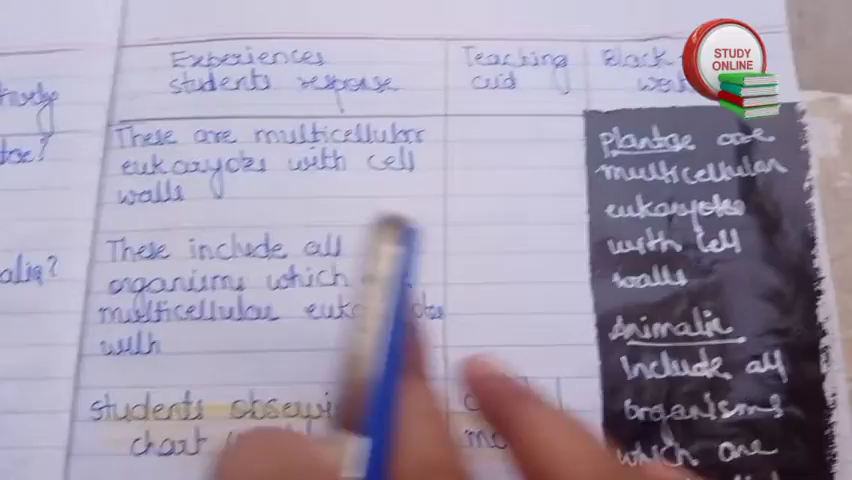 Experiences
students response
Teaching
aid
Black
STUDY
ONLINE
These are multicellular
eukaryotes with cell
walls
These include all
organisms which
multicellular
with
students
chart
Plantae are
multicellular
eukaryotes
with cell
walls
Animalia
Include all
organisms
which are